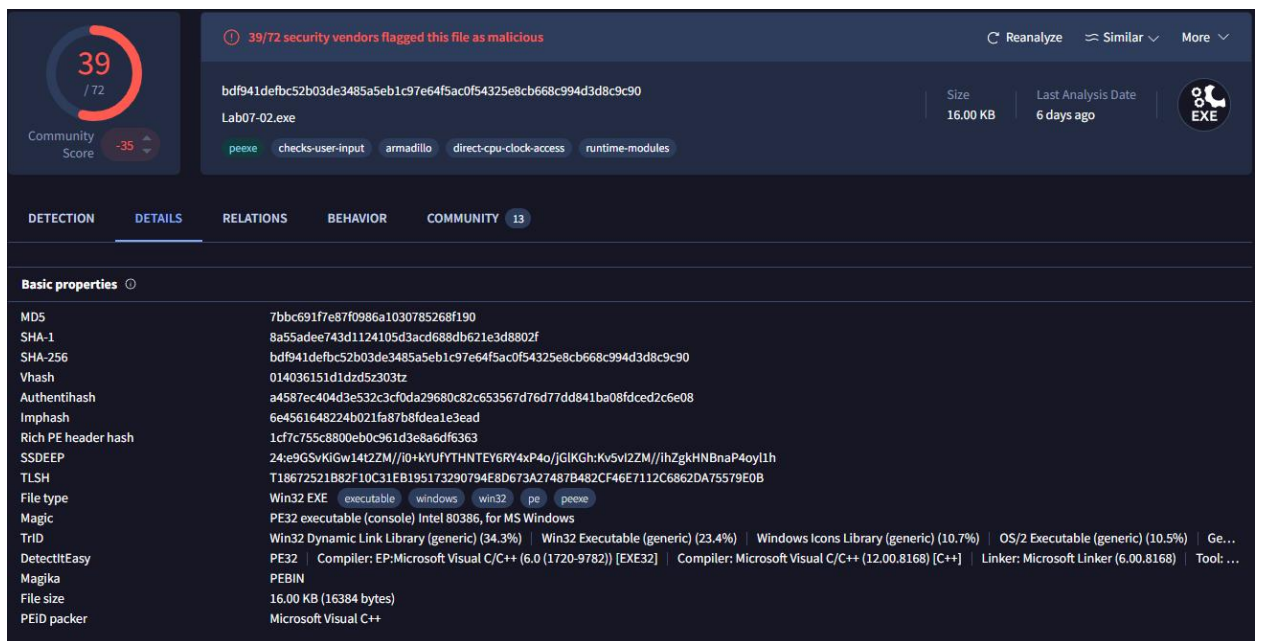 39
/ 72
Community
Score
-35
39/72 security vendors flagged this file as malicious
Reanalyze
Similar
More
bdf941defbc52b03de3485a5eb1c97e64f5ac0f54325e8cb668c994d3d8c9c90
Lab07-02.exe
peexe checks-user-input armadillo direct-cpu-clock-access runtime-modules
Size
16.00 KB
Last Analysis Date
6 days ago
EXE
DETECTION DETAILS RELATIONS BEHAVIOR COMMUNITY 13
Basic properties
MD5 7bbc691f7e87f0986a1030785268f190
SHA-1 8a55adee743d1124105d3acd688db621e3d8802f
SHA-256 bdf941defbc52b03de3485a5eb1c97e64f5ac0f54325e8cb668c994d3d8c9c90
Vhash 014036151d1dzd5z303tz
Authentihash a4587ec404d3e532c3cf0da29680c82c653567d76d77dd841ba08fdced2c6e08
Imphash 6e4561648224b021fa87b8fdea1e3ead
Rich PE header hash 1cf7c755c8800eb0c961d3e8a6df6363
SSDEEP 24:e9GSvKiGw14t2ZM//i0+kYUfYTHNTEY6RY4xP4o/jGlKGh:Kv5vI2ZM//ihZgkHNBnaP4oyl1h
TLSH T18672521B82F10C31EB195173290794E8D673A27487B482CF46E7112C6862DA75579E0B
File type Win32 EXE executable windows win32 pe peexe
Magic PE32 executable (console) Intel 80386, for MS Windows
TrID Win32 Dynamic Link Library (generic) (34.3%) | Win32 Executable (generic) (23.4%) | Windows Icons Library (generic) (10.7%) | OS/2 Executable (generic) (10.5%) | Ge...
DetectItEasy PE32 | Compiler: EP:Microsoft Visual C/C++ (6.0 (1720-9782)) [EXE32] | Compiler: Microsoft Visual C/C++ (12.00.8168) [C++] | Linker: Microsoft Linker (6.00.8168) | Tool: ...
Magika PEBIN
File size 16.00 KB (16384 bytes)
PEiD packer Microsoft Visual C++